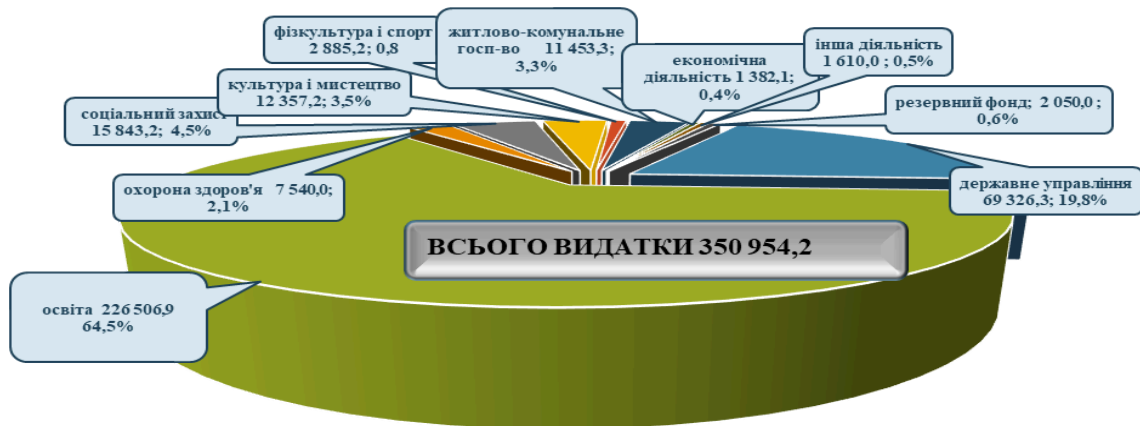 фізкультура і спорт
2 885,2; 0,8
житлово-комунальне
госп-во 11 453,3;
3,3%
економічна
діяльність 1 382,1;
0,4%
інша діяльність
1 610,0 ; 0,5%
культура і мистецтво
12 357,2; 3,5%
резервний фонд; 2 050,0 ;
0,6%
соціальний захист
15 843,2; 4,5%
охорона здоров'я 7 540,0;
2,1%
державне управління
69 326,3; 19,8%
ВСЬОГО ВИДАТКИ 350 954,2
освіта 226 506,9
64,5%